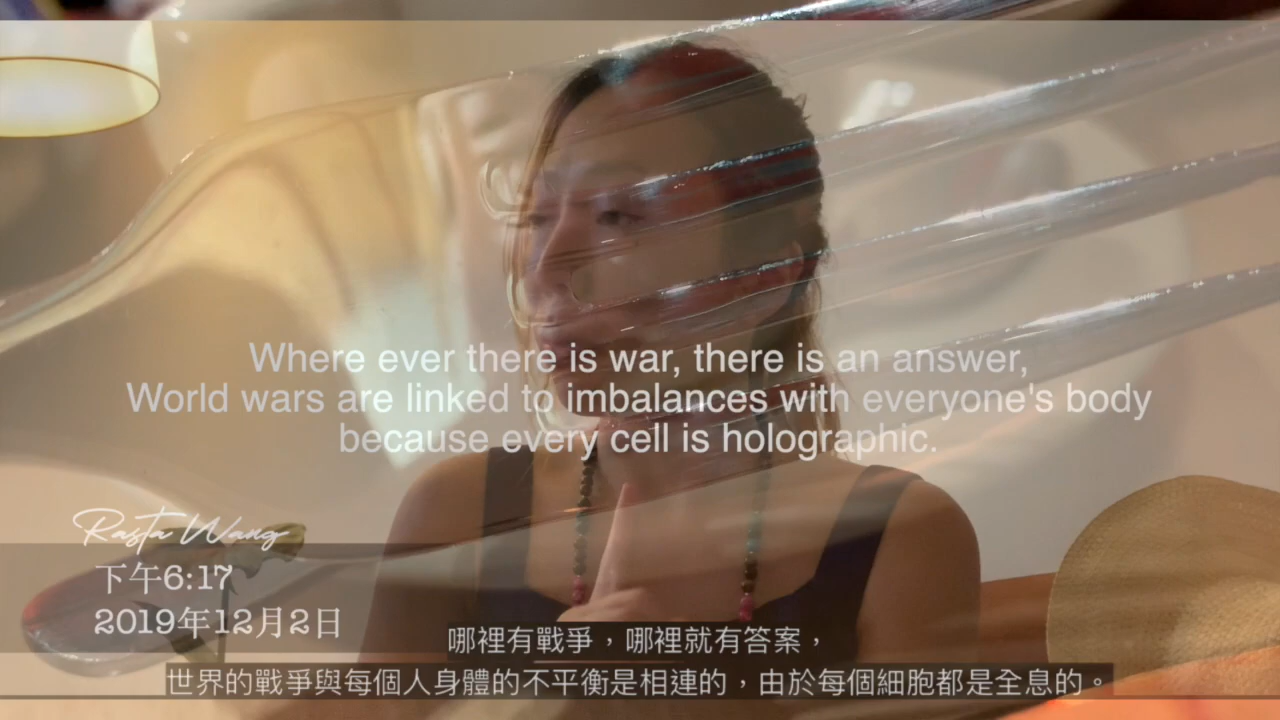 Where ever there is war, there is an answer,
World wars are linked to imbalances with everyone's body
because every cell is holographic.
Rasta Wang
下午6:17
2019年12月2日
哪裡有戰爭，哪裡就有答案，
世界的戰爭與每個人身體的不平衡是相連的，由於每個細胞都是全息的。